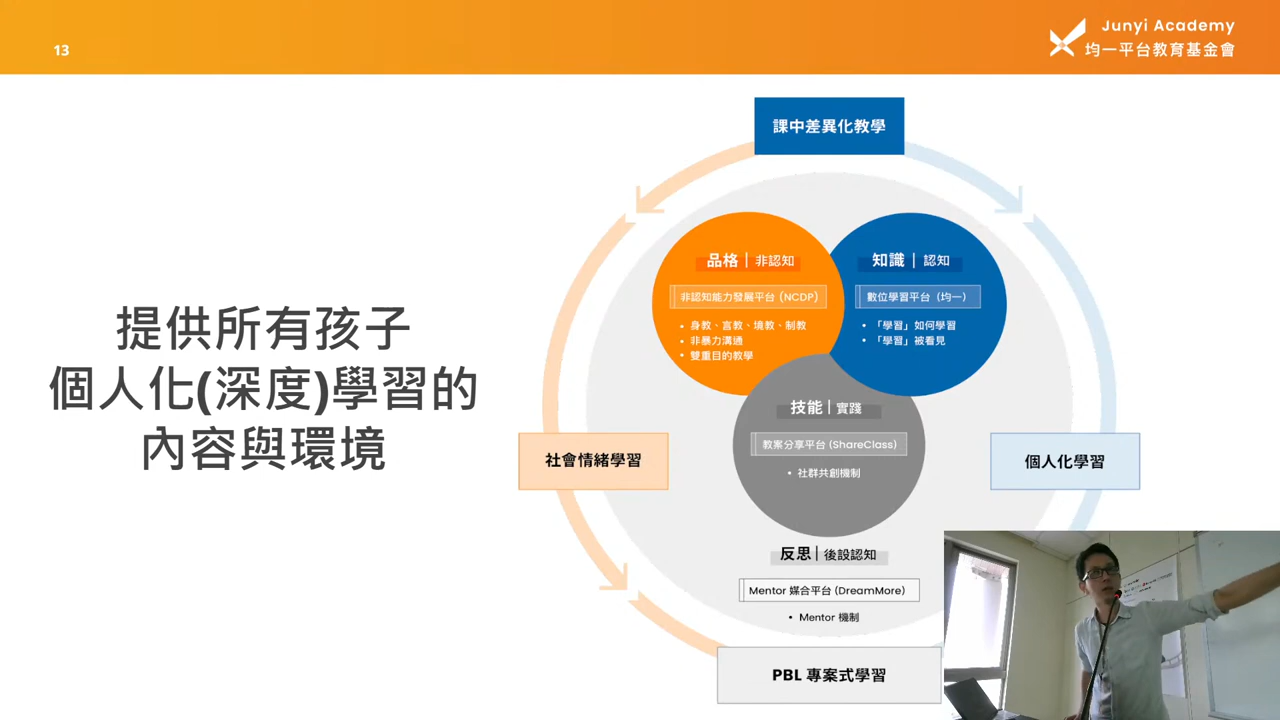 13
Junyi Academy
均一平台教育基金會
提供所有孩子
個人化(深度)學習的
內容與環境
課中差異化教學
品格 | 非認知
非認知能力發展平台 (NCDP)
• 身教、言教、境教、制教
• 非暴力溝通
• 雙重目的教學
知識 | 認知
數位學習平台（均一）
• 「學習」如何學習
• 「學習」被看見
技能 | 實踐
教案分享平台 (ShareClass)
• 社群共創機制
社會情緒學習
個人化學習
反思 | 後設認知
Mentor 媒合平台 (DreamMore)
• Mentor 機制
PBL 專案式學習